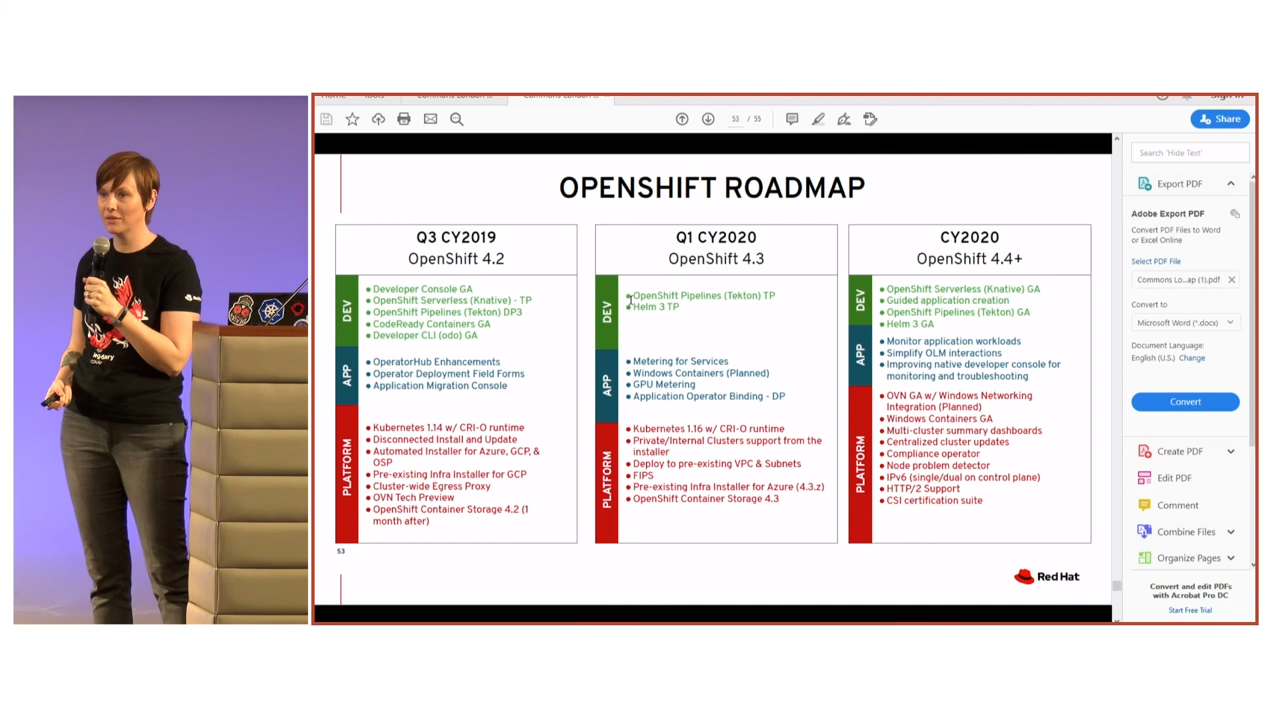 53 / 55
Share
OPENSHIFT ROADMAP
Q3 CY2019
OpenShift 4.2
DEV
Developer Console GA
OpenShift Serverless (Knative) - TP
OpenShift Pipelines (Tekton) DP3
CodeReady Containers GA
Developer CLI (odo) GA
APP
OperatorHub Enhancements
Operator Deployment Field Forms
Application Migration Console
PLATFORM
Kubernetes 1.14 w/ CRI-O runtime
Disconnected Install and Update
Automated Installer for Azure, GCP, &
OSP
Pre-existing Infra Installer for GCP
Cluster-wide Egress Proxy
OVN Tech Preview
OpenShift Container Storage 4.2 (1
month after)
Q1 CY2020
OpenShift 4.3
DEV
OpenShift Pipelines (Tekton) TP
Helm 3 TP
APP
Metering for Services
Windows Containers (Planned)
GPU Metering
Application Operator Binding - DP
PLATFORM
Kubernetes 1.16 w/ CRI-O runtime
Private/Internal Clusters support from the
installer
Deploy to pre-existing VPC & Subnets
FIPS
Pre-existing Infra Installer for Azure (4.3.z)
OpenShift Container Storage 4.3
CY2020
OpenShift 4.4+
DEV
OpenShift Serverless (Knative) GA
Guided application creation
OpenShift Pipelines (Tekton) GA
Helm 3 GA
APP
Monitor application workloads
Simplify OLM interactions
Improving native developer console for
monitoring and troubleshooting
PLATFORM
OVN GA w/ Windows Networking
Integration (Planned)
Windows Containers GA
Multi-cluster summary dashboards
Centralized cluster updates
Compliance operator
Node problem detector
IPv6 (single/dual on control plane)
HTTP/2 Support
CSI certification suite
53
Red Hat
Search 'Hide Text'
Export PDF
Adobe Export PDF
Convert PDF Files to Word
or Excel Online
Select PDF File
Commons Lo...ap (1).pdf
Convert to
Microsoft Word (*.docx)
Document Language:
English (U.S.) Change
Convert
Create PDF
Edit PDF
Comment
Combine Files
Organize Pages
Convert and edit PDFs
with Acrobat Pro DC
Start Free Trial